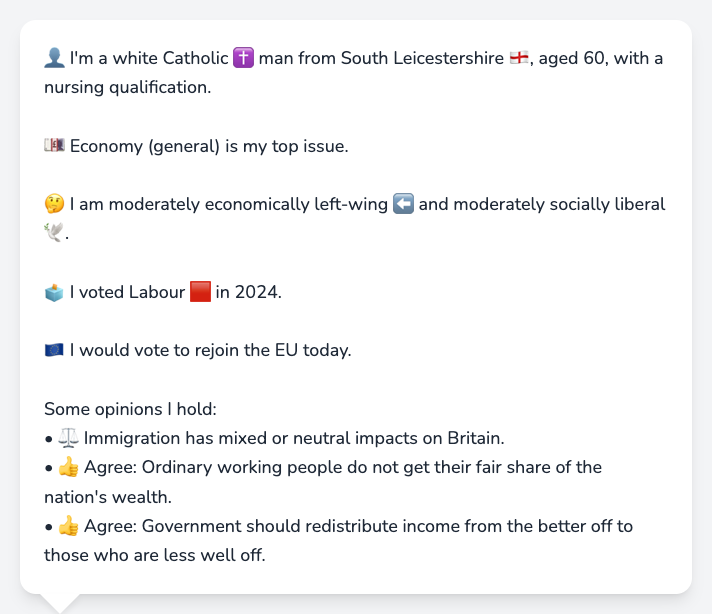 👤 I'm a white Catholic ✝️ man from South Leicestershire 🏴󠁧󠁢󠁥󠁮󠁧󠁿, aged 60, with a
nursing qualification.
💷 Economy (general) is my top issue.
🤔 I am moderately economically left-wing ⬅️ and moderately socially liberal
🕊️.
🗳️ I voted Labour 🟥 in 2024.
🇪🇺 I would vote to rejoin the EU today.
Some opinions I hold:
• ⚖️ Immigration has mixed or neutral impacts on Britain.
• 👍 Agree: Ordinary working people do not get their fair share of the
nation's wealth.
• 👍 Agree: Government should redistribute income from the better off to
those who are less well off.